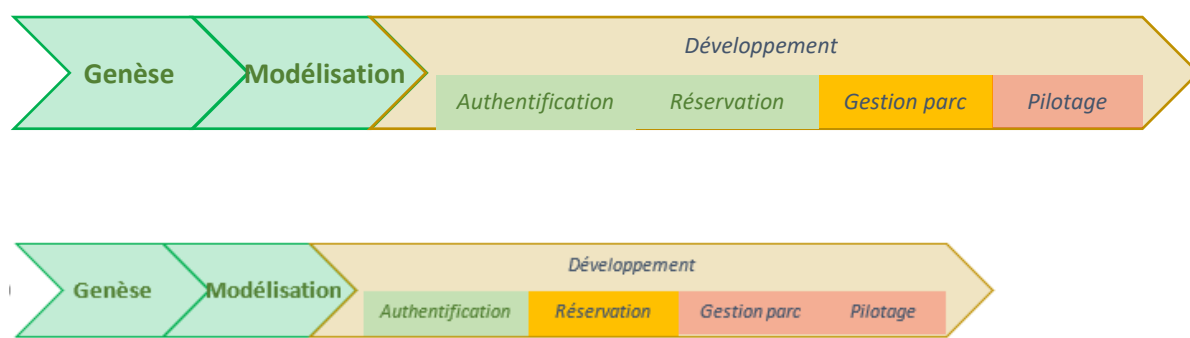 Développement
Genèse Modélisation
Authentification Réservation Gestion parc Pilotage
Développement
Genèse Modélisation
Authentification Réservation Gestion parc Pilotage